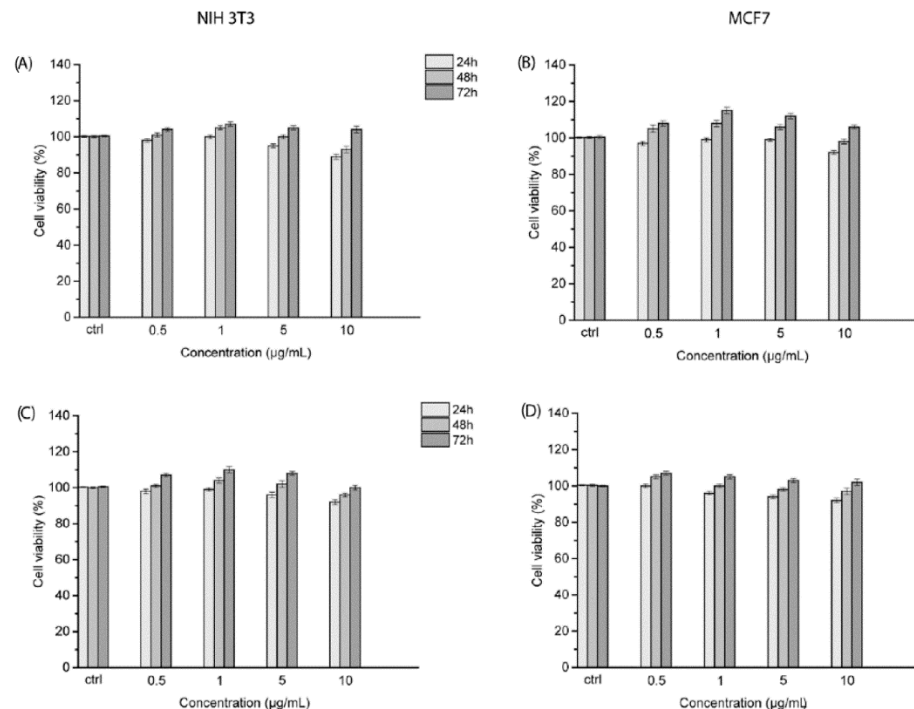 NIH 3T3
MCF7
(A)
140
120
100
80
60
40
20
0
Cell viability (%)
24h
48h
72h
ctrl
0.5
1
5
10
Concentration (µg/mL)
(B)
140
120
100
80
60
40
20
0
Cell viability (%)
ctrl
0.5
1
5
10
Concentration (µg/mL)
(C)
140
120
100
80
60
40
20
0
Cell viability (%)
24h
48h
72h
ctrl
0.5
1
5
10
Concentration (µg/mL)
(D)
140
120
100
80
60
40
20
0
Cell viability (%)
ctrl
0.5
1
5
10
Concentration (µg/mL)